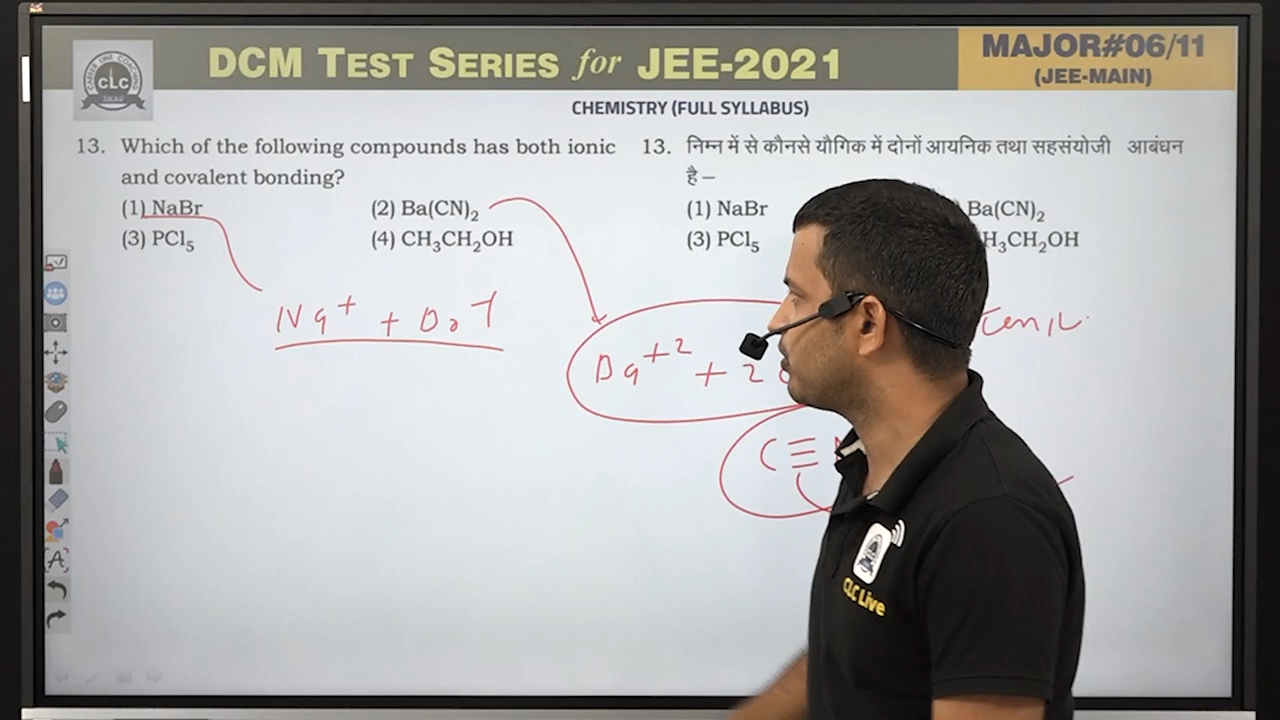 DCM TEST SERIES for JEE-2021
MAJOR#06/11
(JEE-MAIN)
CLC
SIKAR
CHEMISTRY (FULL SYLLABUS)
13. Which of the following compounds has both ionic
and covalent bonding?
(1) NaBr
(2) Ba(CN)₂
(3) PCl₅
(4) CH₃CH₂OH
13. निम्न में से कौनसे यौगिक में दोनों आयनिक तथा सहसंयोजी आबंधन
है –
(1) NaBr
Ba(CN)₂
(3) PCl₅
H₃CH₂OH
Na⁺ + Br⁻
Ba⁺² + 2
C≡
CLC Live